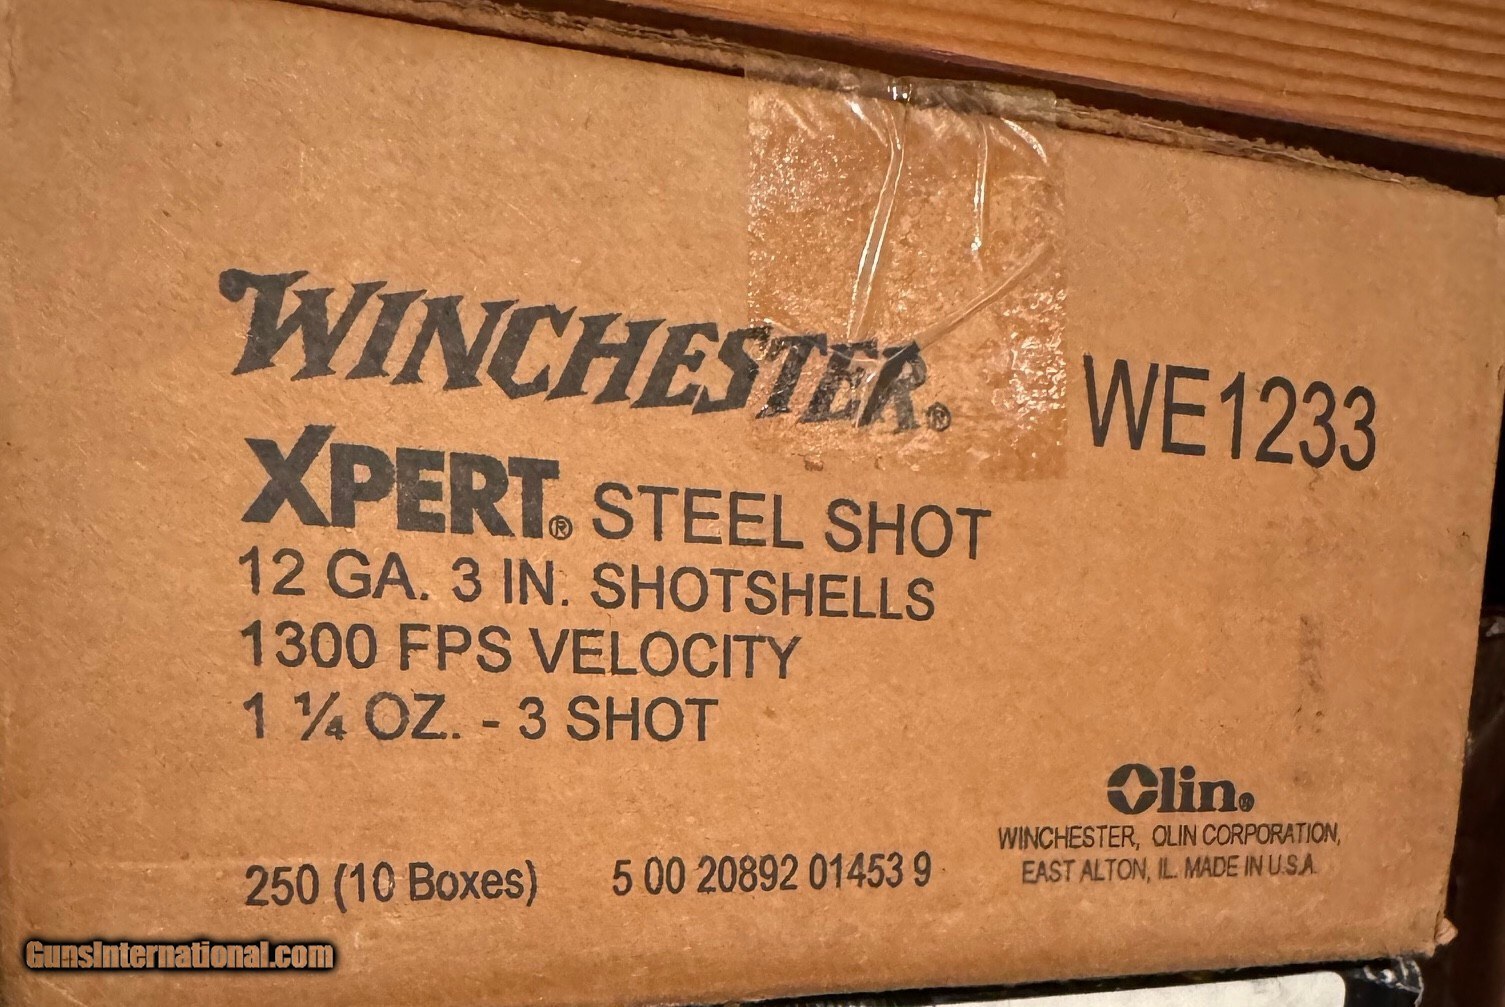 WINCHESTER®
WE1233
XPERT® STEEL SHOT
12 GA. 3 IN. SHOTSHELLS
1300 FPS VELOCITY
1 ¼ OZ. - 3 SHOT
Olin®
WINCHESTER, OLIN CORPORATION,
EAST ALTON, IL. MADE IN U.S.A.
250 (10 Boxes) 5 00 20892 01453 9
GunsInternational.com